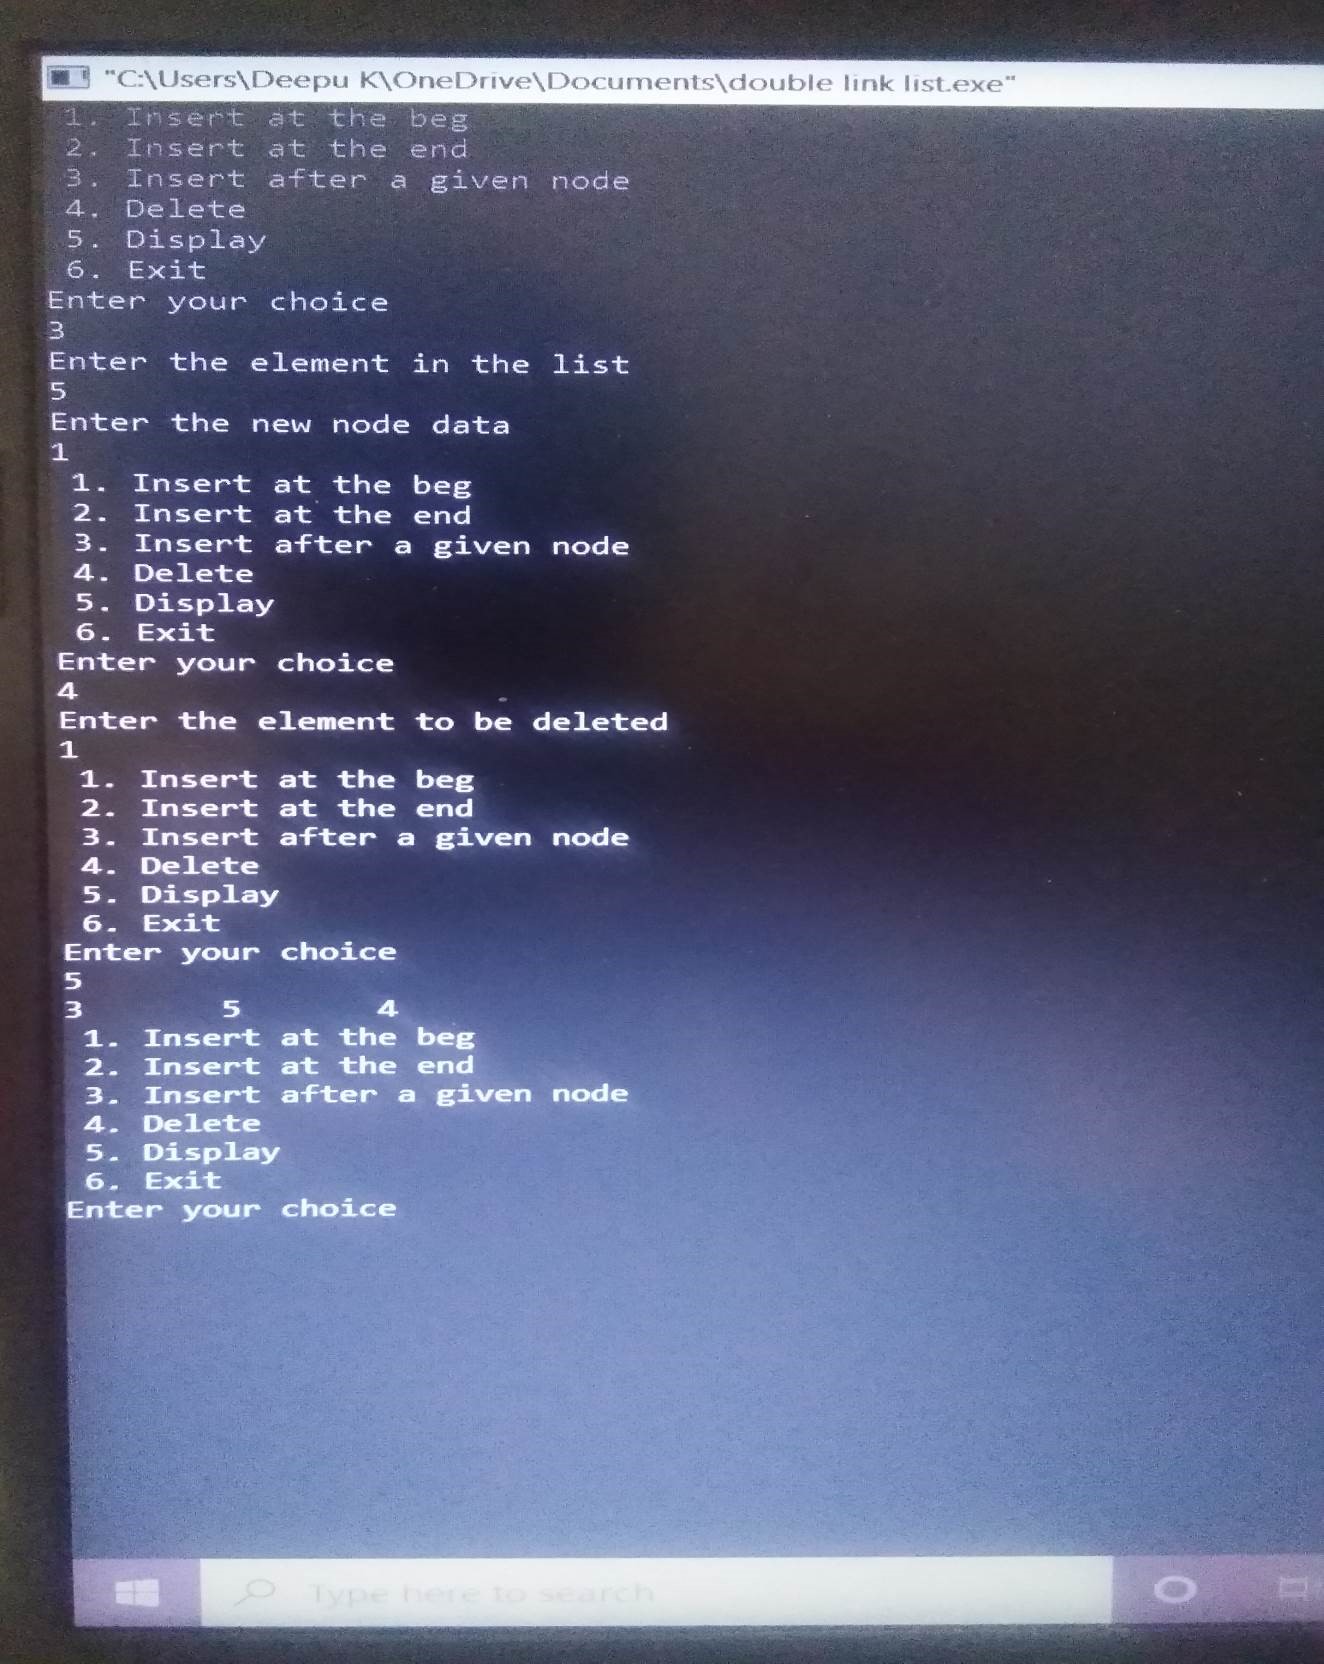 "C:\Users\Deepu K\OneDrive\Documents\double link list.exe"
1. Insert at the beg
2. Insert at the end
3. Insert after a given node
4. Delete
5. Display
6. Exit
Enter your choice
3
Enter the element in the list
5
Enter the new node data
1
1. Insert at the beg
2. Insert at the end
3. Insert after a given node
4. Delete
5. Display
6. Exit
Enter your choice
4
Enter the element to be deleted
1
1. Insert at the beg
2. Insert at the end
3. Insert after a given node
4. Delete
5. Display
6. Exit
Enter your choice
5
3 5 4
1. Insert at the beg
2. Insert at the end
3. Insert after a given node
4. Delete
5. Display
6. Exit
Enter your choice
Type here to search